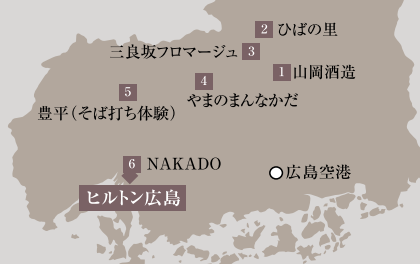 2 ひばの里
三良坂フロマージュ 3
1 山岡酒造
4
やまのまんなかだ
5
豊平（そば打ち体験）
6 NAKADO
ヒルトン広島
広島空港